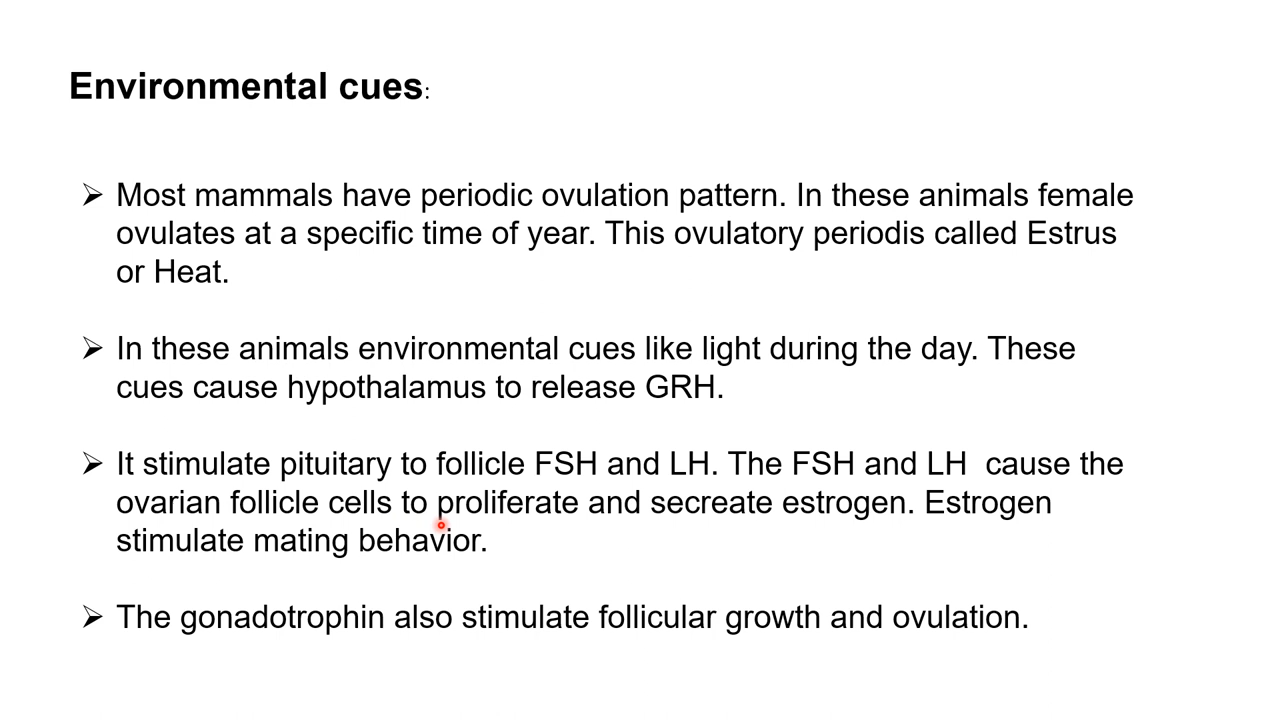 Environmental cues:
➢ Most mammals have periodic ovulation pattern. In these animals female
ovulates at a specific time of year. This ovulatory periodis called Estrus
or Heat.
➢ In these animals environmental cues like light during the day. These
cues cause hypothalamus to release GRH.
➢ It stimulate pituitary to follicle FSH and LH. The FSH and LH  cause the
ovarian follicle cells to proliferate and secreate estrogen. Estrogen
stimulate mating behavior.
➢ The gonadotrophin also stimulate follicular growth and ovulation.